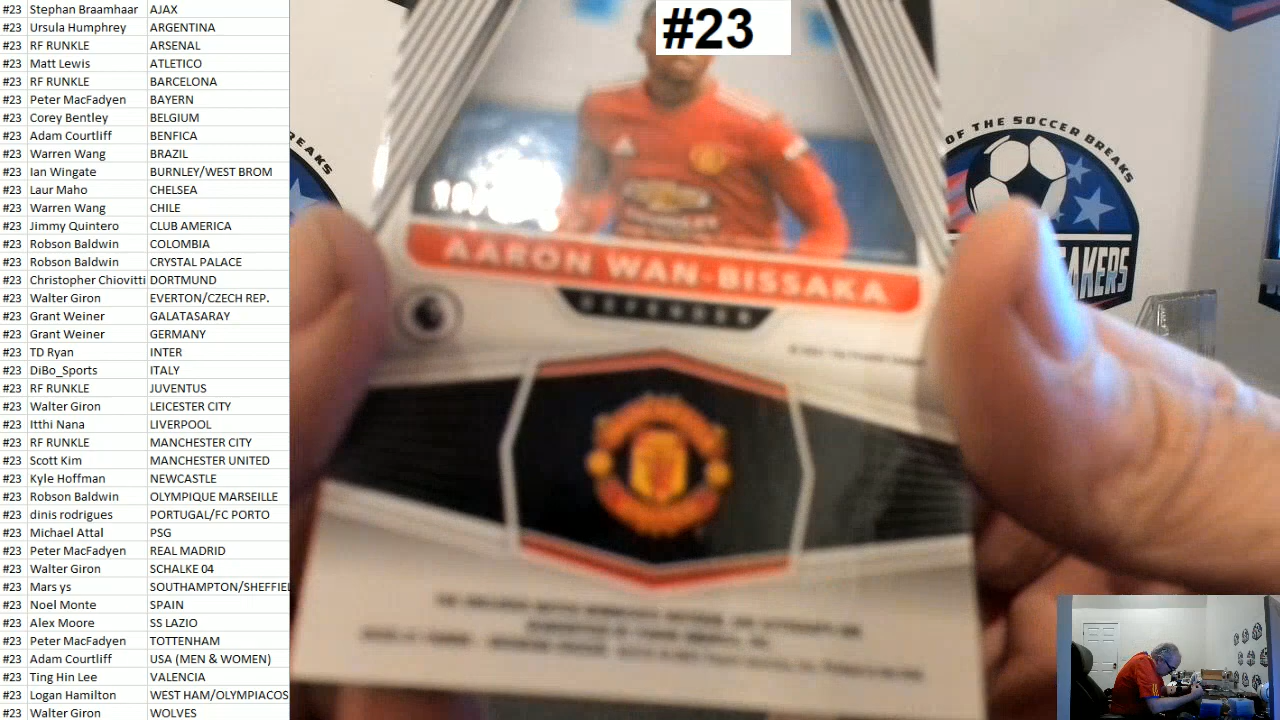 #23 Stephan Braamhaar AJAX
#23 Ursula Humphrey ARGENTINA
#23 RF RUNKLE ARSENAL
#23 Matt Lewis ATLETICO
#23 RF RUNKLE BARCELONA
#23 Peter MacFadyen BAYERN
#23 Corey Bentley BELGIUM
#23 Adam Courtliff BENFICA
#23 Warren Wang BRAZIL
#23 Ian Wingate BURNLEY/WEST BROM
#23 Laur Maho CHELSEA
#23 Warren Wang CHILE
#23 Jimmy Quintero CLUB AMERICA
#23 Robson Baldwin COLOMBIA
#23 Robson Baldwin CRYSTAL PALACE
#23 Christopher Chiovitti DORTMUND
#23 Walter Giron EVERTON/CZECH REP.
#23 Grant Weiner GALATASARAY
#23 Grant Weiner GERMANY
#23 TD Ryan INTER
#23 DiBo_Sports ITALY
#23 RF RUNKLE JUVENTUS
#23 Walter Giron LEICESTER CITY
#23 Itthi Nana LIVERPOOL
#23 RF RUNKLE MANCHESTER CITY
#23 Scott Kim MANCHESTER UNITED
#23 Kyle Hoffman NEWCASTLE
#23 Robson Baldwin OLYMPIQUE MARSEILLE
#23 dinis rodrigues PORTUGAL/FC PORTO
#23 Michael Attal PSG
#23 Peter MacFadyen REAL MADRID
#23 Walter Giron SCHALKE 04
#23 Mars ys SOUTHAMPTON/SHEFFIEL
#23 Noel Monte SPAIN
#23 Alex Moore SS LAZIO
#23 Peter MacFadyen TOTTENHAM
#23 Adam Courtliff USA (MEN & WOMEN)
#23 Ting Hin Lee VALENCIA
#23 Logan Hamilton WEST HAM/OLYMPIACOS
#23 Walter Giron WOLVES
#23
AARON WAN-BISSAKA
DEFENDER
OF THE SOCCER BREAKS
AKERS
REAKS